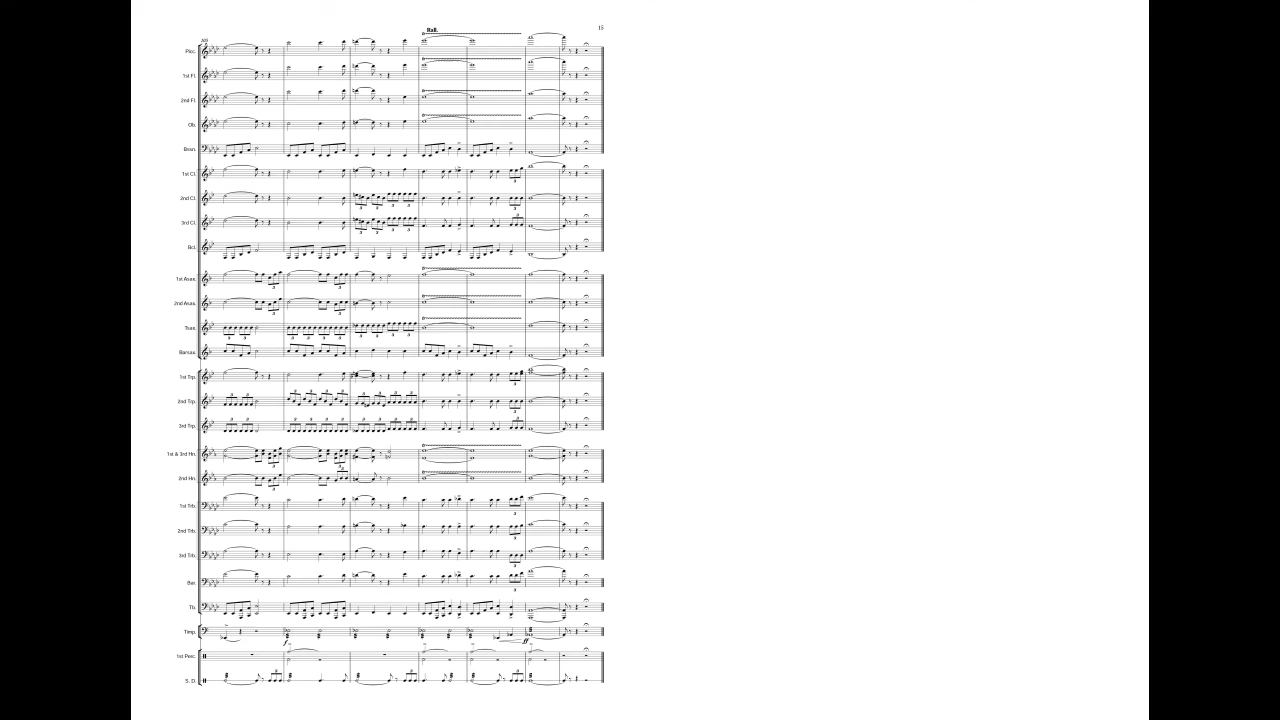 15
Rall.
Picc.
1st Fl.
2nd Fl.
Ob.
Bssn.
1st Cl.
2nd Cl.
3rd Cl.
Bcl.
1st Asax.
2nd Asax.
Tsax.
Barsax.
1st Trp.
2nd Trp.
3rd Trp.
1st & 3rd Hn.
2nd Hn.
1st Trb.
2nd Trb.
3rd Trb.
Bar.
Tb.
Timp.
f
ff
1st Perc.
S. D.